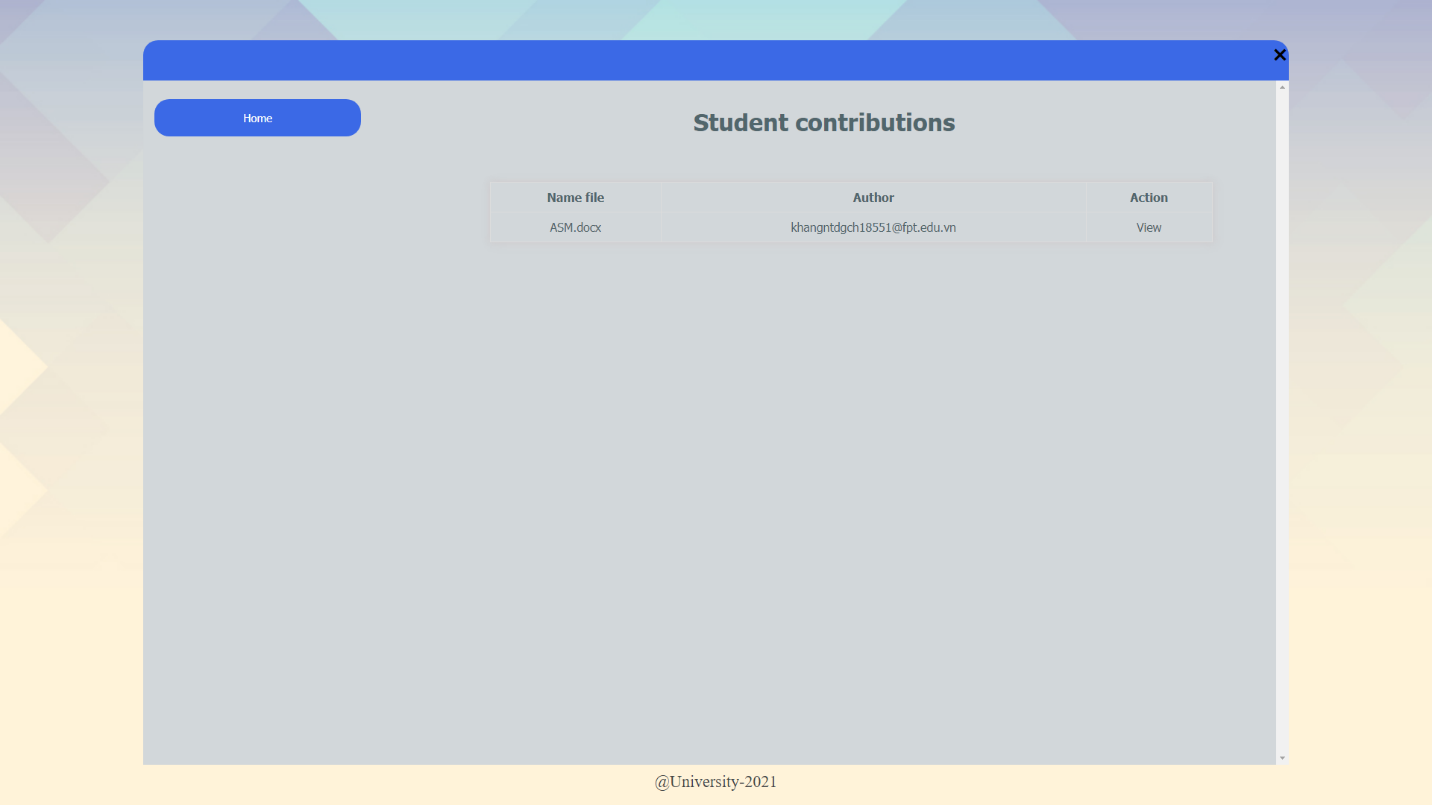 Home
Student contributions
Name file Author Action
ASM.docx khangntdgch18551@fpt.edu.vn View
@University-2021